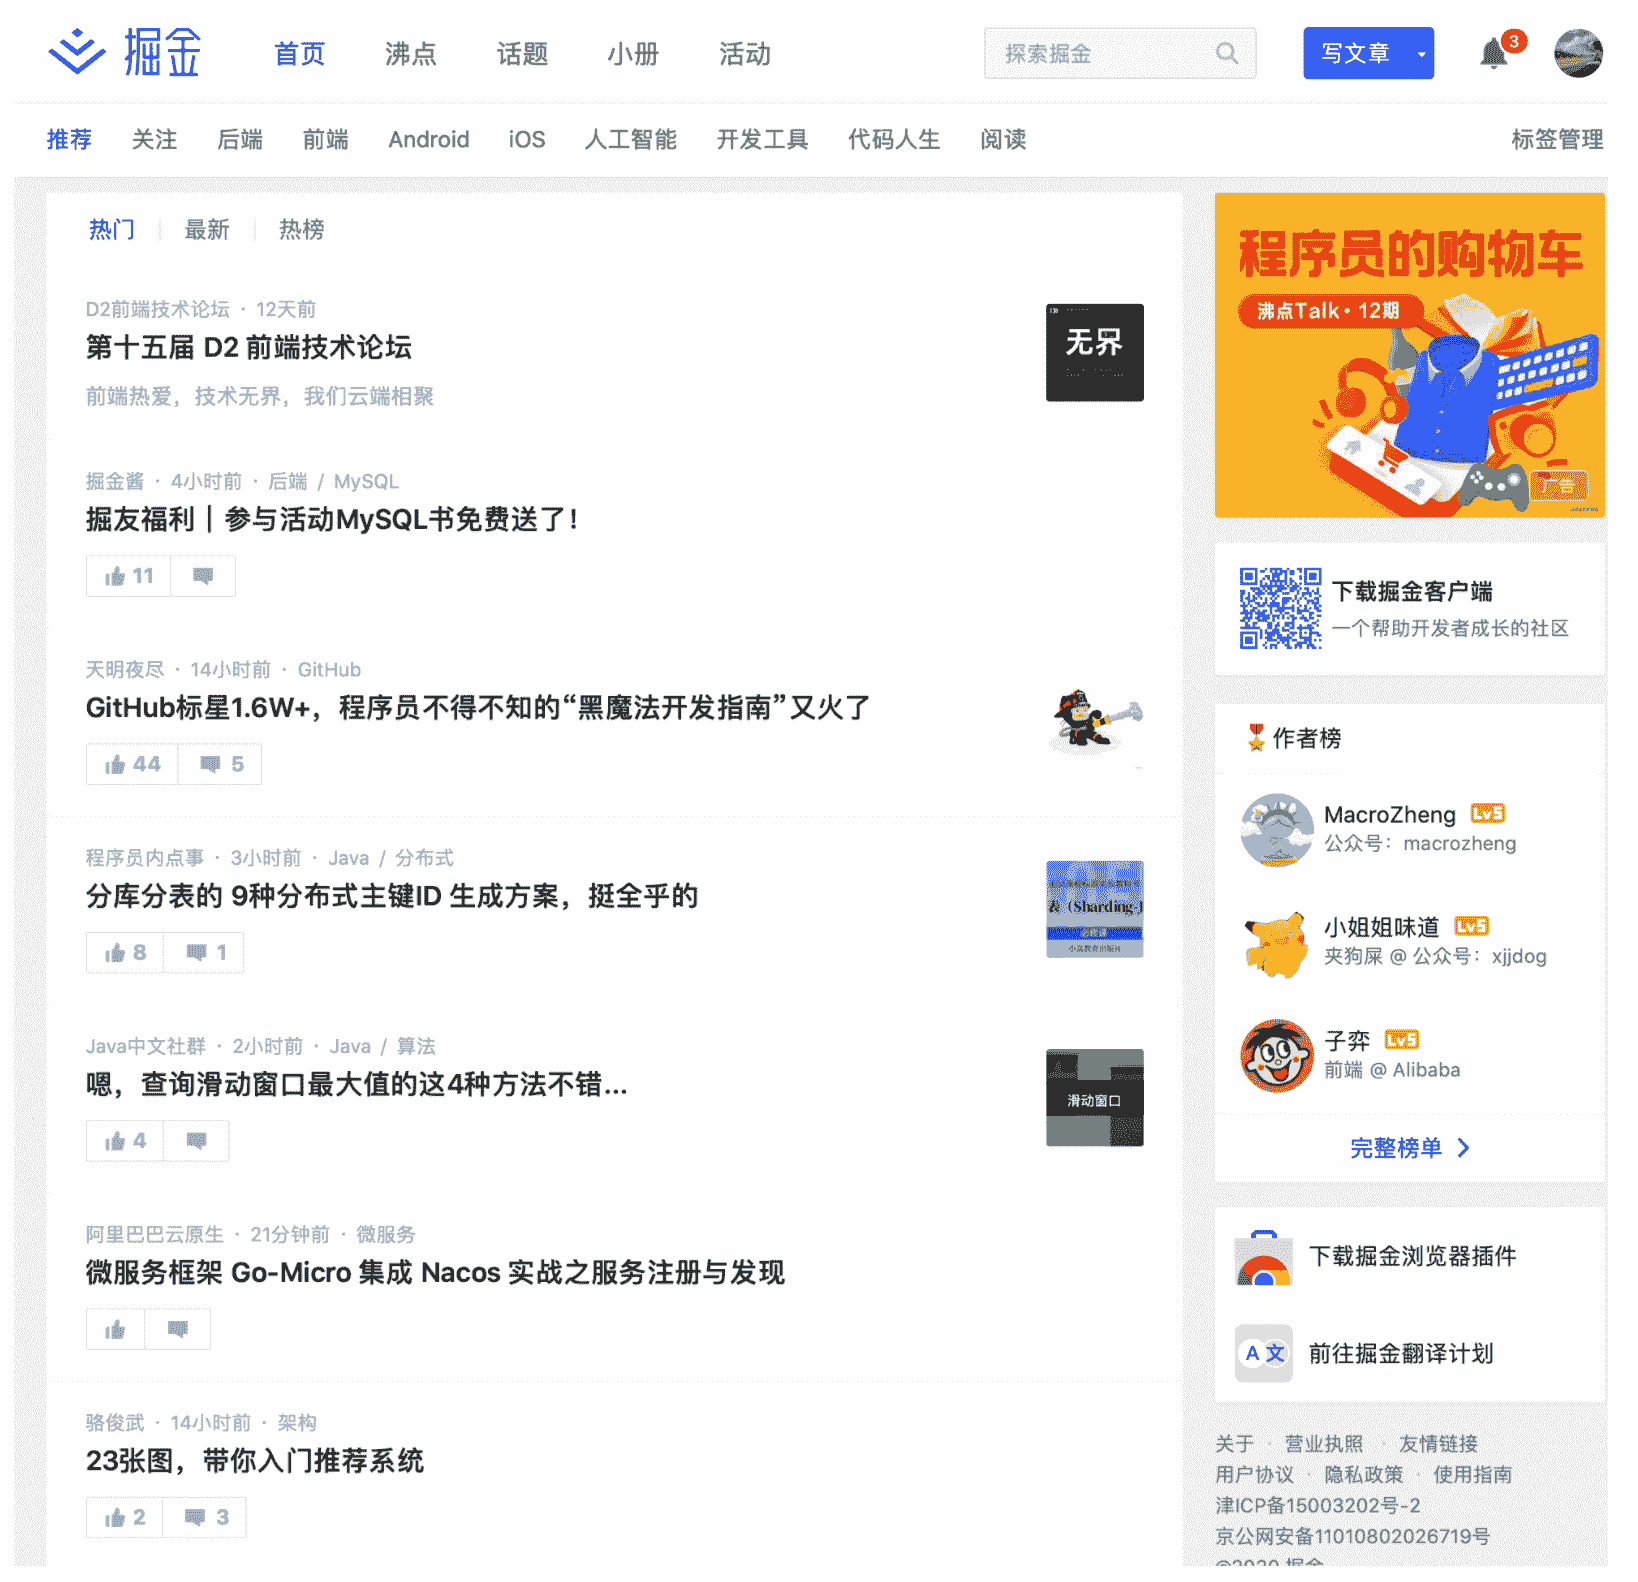 掘金 首页 沸点 话题 小册 活动 探索掘金 写文章 3
推荐 关注 后端 前端 Android iOS 人工智能 开发工具 代码人生 阅读 标签管理
热门 最新 热榜
D2前端技术论坛 · 12天前
第十五届 D2 前端技术论坛
前端热爱，技术无界，我们云端相聚
无界
掘金酱 · 4小时前 · 后端 / MySQL
掘友福利｜参与活动MySQL书免费送了！
11
天明夜尽 · 14小时前 · GitHub
GitHub标星1.6W+，程序员不得不知的“黑魔法开发指南”又火了
44 5
程序员内点事 · 3小时前 · Java / 分布式
分库分表的 9种分布式主键ID 生成方案，挺全乎的
8 1
表（Sharding-J
必修课
Java中文社群 · 2小时前 · Java / 算法
嗯，查询滑动窗口最大值的这4种方法不错...
4
滑动窗口
阿里巴巴云原生 · 21分钟前 · 微服务
微服务框架 Go-Micro 集成 Nacos 实战之服务注册与发现
骆俊武 · 14小时前 · 架构
23张图，带你入门推荐系统
2 3
程序员的购物车
沸点Talk · 12期
广告
下载掘金客户端
一个帮助开发者成长的社区
作者榜
MacroZheng Lv5
公众号：macrozheng
小姐姐味道 Lv5
夹狗屎 @ 公众号：xjjdog
子弈 Lv5
前端 @ Alibaba
完整榜单
下载掘金浏览器插件
A 文
前往掘金翻译计划
关于 · 营业执照 · 友情链接
用户协议 · 隐私政策 · 使用指南
津ICP备15003202号-2
京公网安备11010802026719号
©2020 掘金